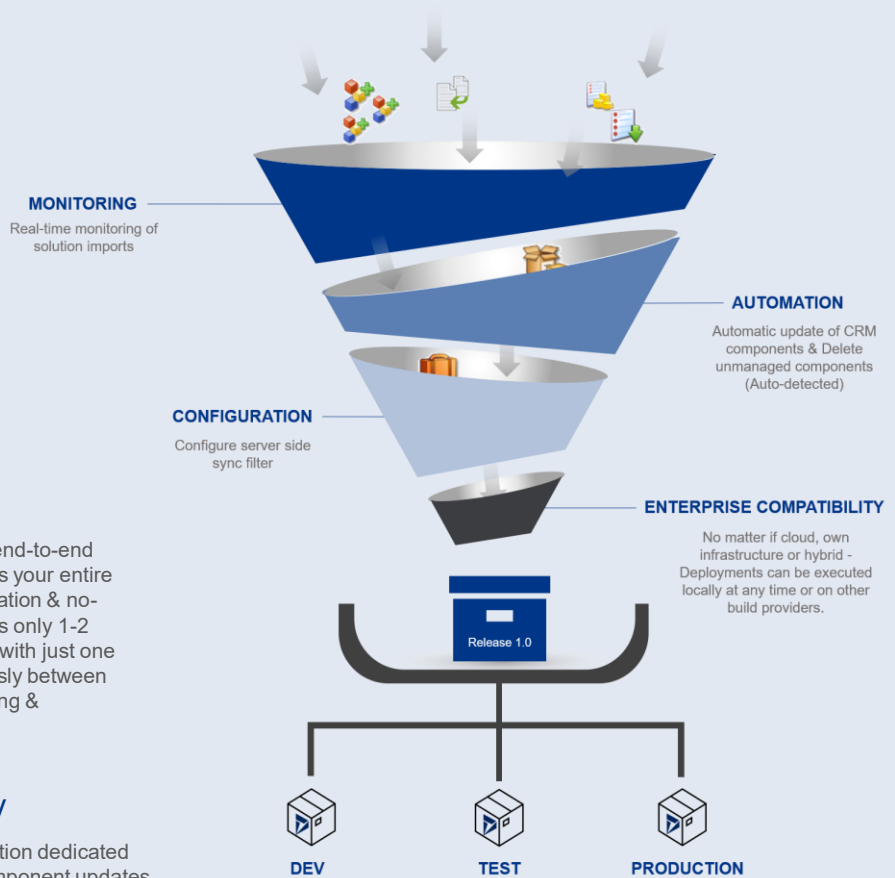 MONITORING
Real-time monitoring of
solution imports
AUTOMATION
Automatic update of CRM
components & Delete
unmanaged components
(Auto-detected)
CONFIGURATION
Configure server side
sync filter
ENTERPRISE COMPATIBILITY
No matter if cloud, own
infrastructure or hybrid -
Deployments can be executed
locally at any time or on other
build providers.
end-to-end
s your entire
ation & no-
s only 1-2
with just one
sly between
ng &
Release 1.0
y
tion dedicated
mponent updates
DEV
TEST
PRODUCTION